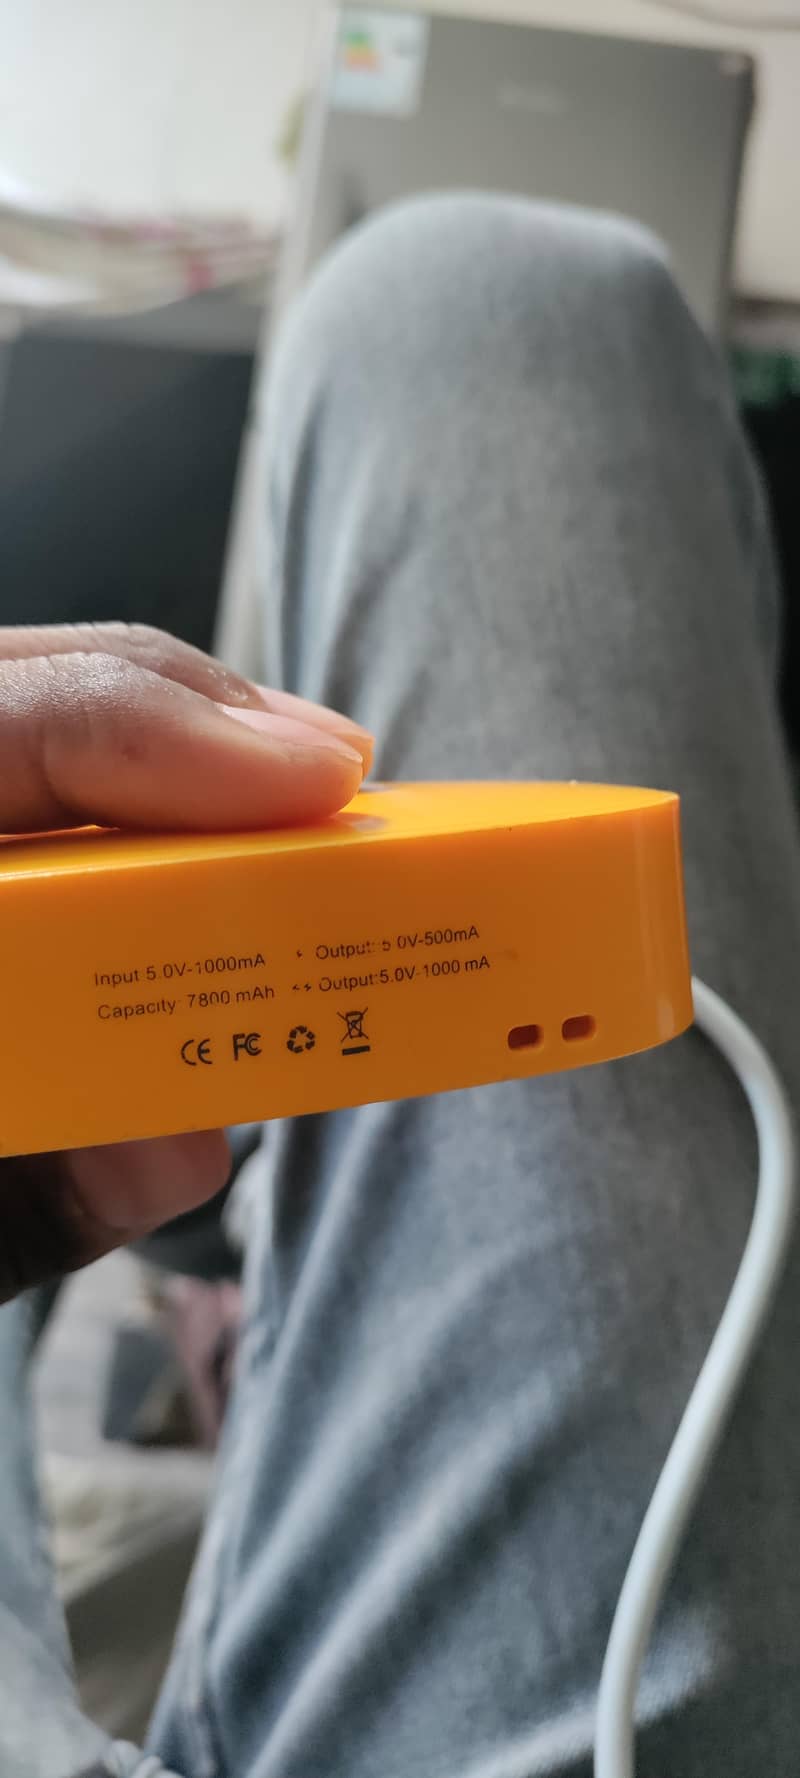 Input 5.0V-1000mA
Capacity: 7800 mAh
Output: 5.0V-500mA
Output:5.0V-1000 mA
CE FC